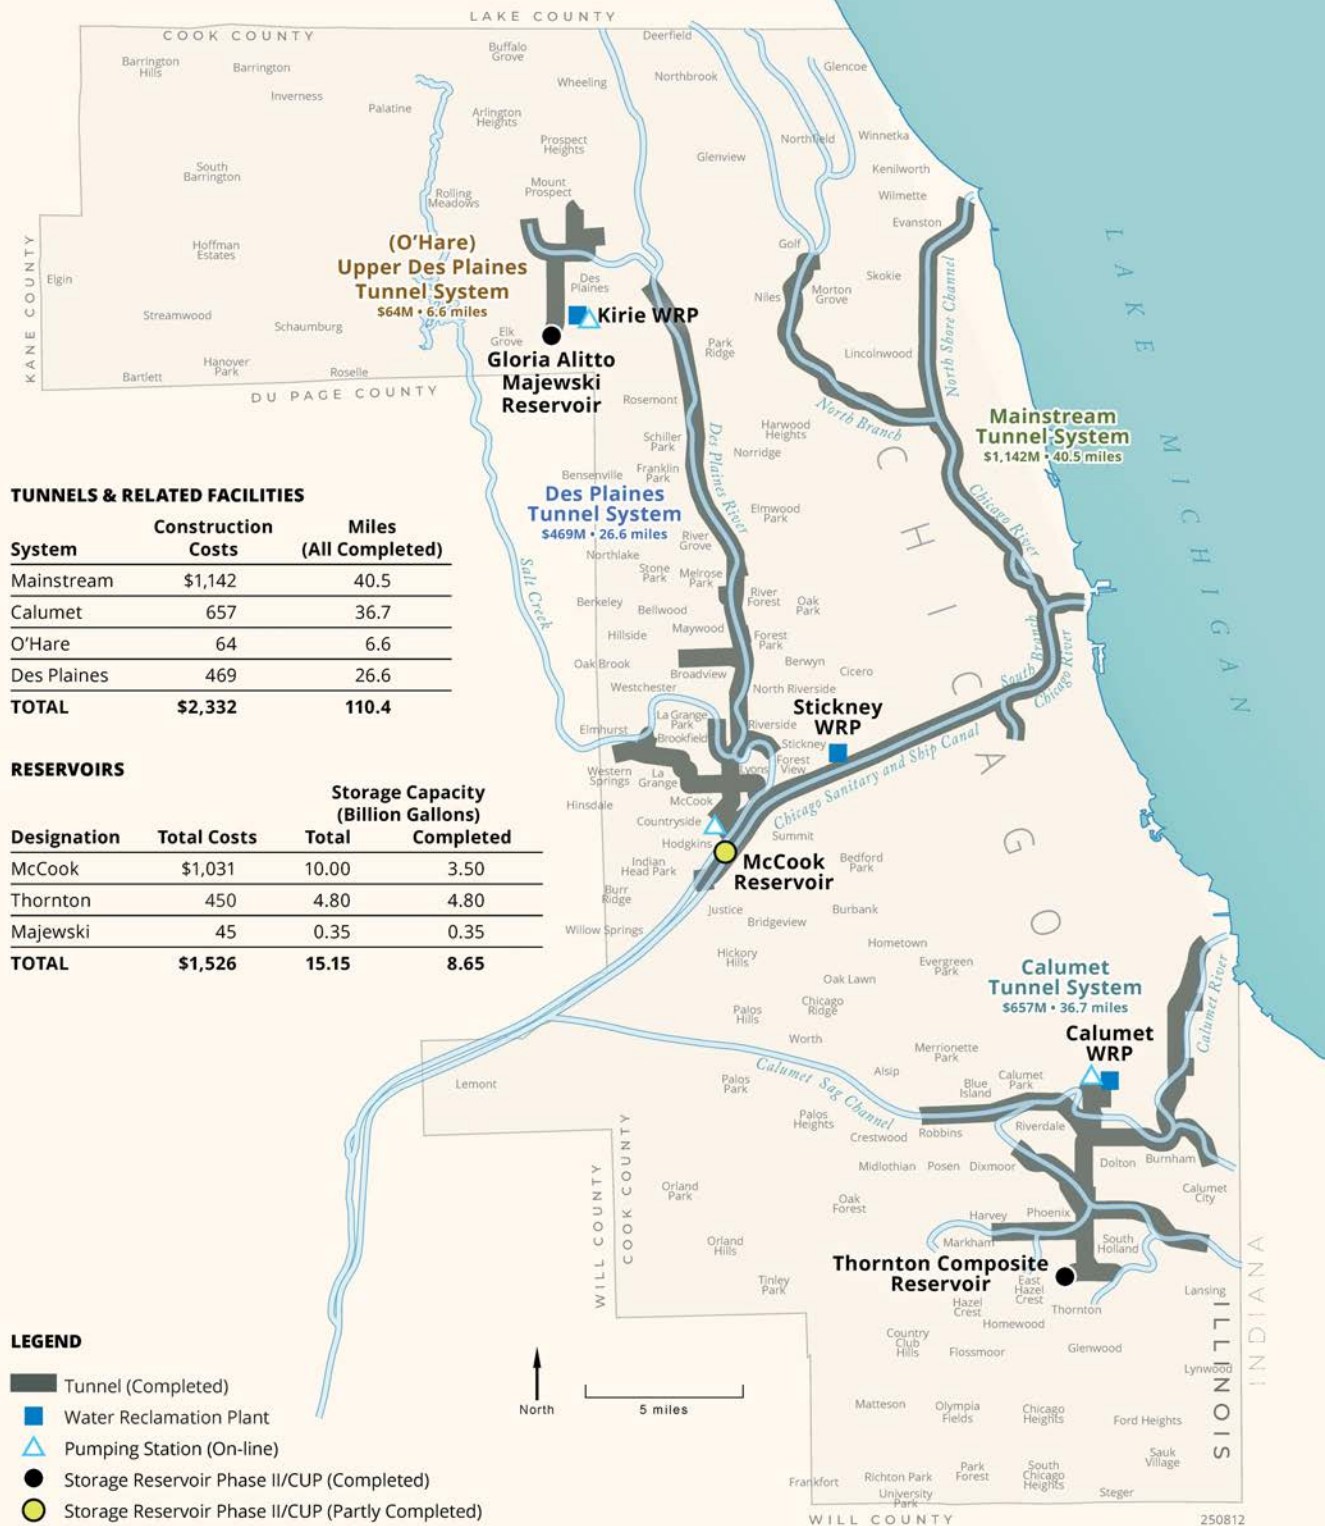 LAKE COUNTY
COOK COUNTY
Deerfield
Buffalo
Grove
Barrington
Hills
Barrington
Glencoe
Wheeling
Northbrook
Inverness
Palatine
Arlington
Heights
Prospect
Heights
Northfield
Winnetka
Glenview
Kenilworth
South
Barrington
Mount
Prospect
Rolling
Meadows
Wilmette
Evanston
Hoffman
Estates
(O'Hare)
Upper Des Plaines
Tunnel System
$64M • 6.6 miles
Golf
KANE COUNTY
Elgin
Des
Plaines
Skokie
Niles
Morton
Grove
North Shore Channel
LAKE MICHIGAN
Streamwood
Schaumburg
Kirie WRP
Elk
Grove
Park
Ridge
Lincolnwood
Hanover
Park
Bartlett
Roselle
Gloria Alitto
Majewski
Reservoir
DU PAGE COUNTY
Rosemont
North Branch
Mainstream
Tunnel System
$1,142M • 40.5 miles
Harwood
Heights
Schiller
Park
Norridge
Des Plaines River
Franklin
Park
Bensenville
CHICAGO
Des Plaines
Tunnel System
$469M • 26.6 miles
Elmwood
Park
Chicago River
River
Grove
Northlake
Stone
Park
Melrose
Park
Salt Creek
Berkeley
Bellwood
River
Forest
Oak
Park
Hillside
Maywood
Forest
Park
Oak Brook
Broadview
Berwyn
Cicero
Westchester
North Riverside
South Branch
Chicago River
Stickney
WRP
La Grange
Park
Riverside
Elmhurst
Brookfield
Stickney
Forest
View
Lyons
Western
Springs
La
Grange
Chicago Sanitary and Ship Canal
Hinsdale
McCook
Countryside
Summit
Hodgkins
McCook
Reservoir
Indian
Head Park
Bedford
Park
Burr
Ridge
Justice
Burbank
Bridgeview
Willow Springs
Hometown
Hickory
Hills
Evergreen
Park
Oak Lawn
Calumet
Tunnel System
$657M • 36.7 miles
Calumet River
Chicago
Ridge
Palos
Hills
Worth
Calumet
WRP
Merrionette
Park
Calumet Sag Channel
Alsip
Calumet
Park
Blue
Island
Lemont
Palos
Park
Palos
Heights
Crestwood
Robbins
Riverdale
Midlothian
Posen
Dixmoor
Dolton
Burnham
WILL COUNTY
COOK COUNTY
Orland
Park
Oak
Forest
Calumet
City
Harvey
Phoenix
Orland
Hills
Markham
South
Holland
Thornton Composite
Reservoir
Tinley
Park
East
Hazel
Crest
Lansing
Hazel
Crest
Thornton
Homewood
Country
Club
Hills
Flossmoor
Glenwood
Lynwood
ILLINOIS
INDIANA
Matteson
Olympia
Fields
Chicago
Heights
Ford Heights
Sauk
Village
Frankfort
Richton Park
Park
Forest
South
Chicago
Heights
University
Park
Steger
WILL COUNTY
250812
TUNNELS & RELATED FACILITIES
System Construction Costs Miles (All Completed)
Mainstream $1,142 40.5
Calumet 657 36.7
O'Hare 64 6.6
Des Plaines 469 26.6
TOTAL $2,332 110.4
RESERVOIRS
Storage Capacity
(Billion Gallons)
Designation Total Costs Total Completed
McCook $1,031 10.00 3.50
Thornton 450 4.80 4.80
Majewski 45 0.35 0.35
TOTAL $1,526 15.15 8.65
LEGEND
Tunnel (Completed)
Water Reclamation Plant
Pumping Station (On-line)
Storage Reservoir Phase II/CUP (Completed)
Storage Reservoir Phase II/CUP (Partly Completed)
North
5 miles